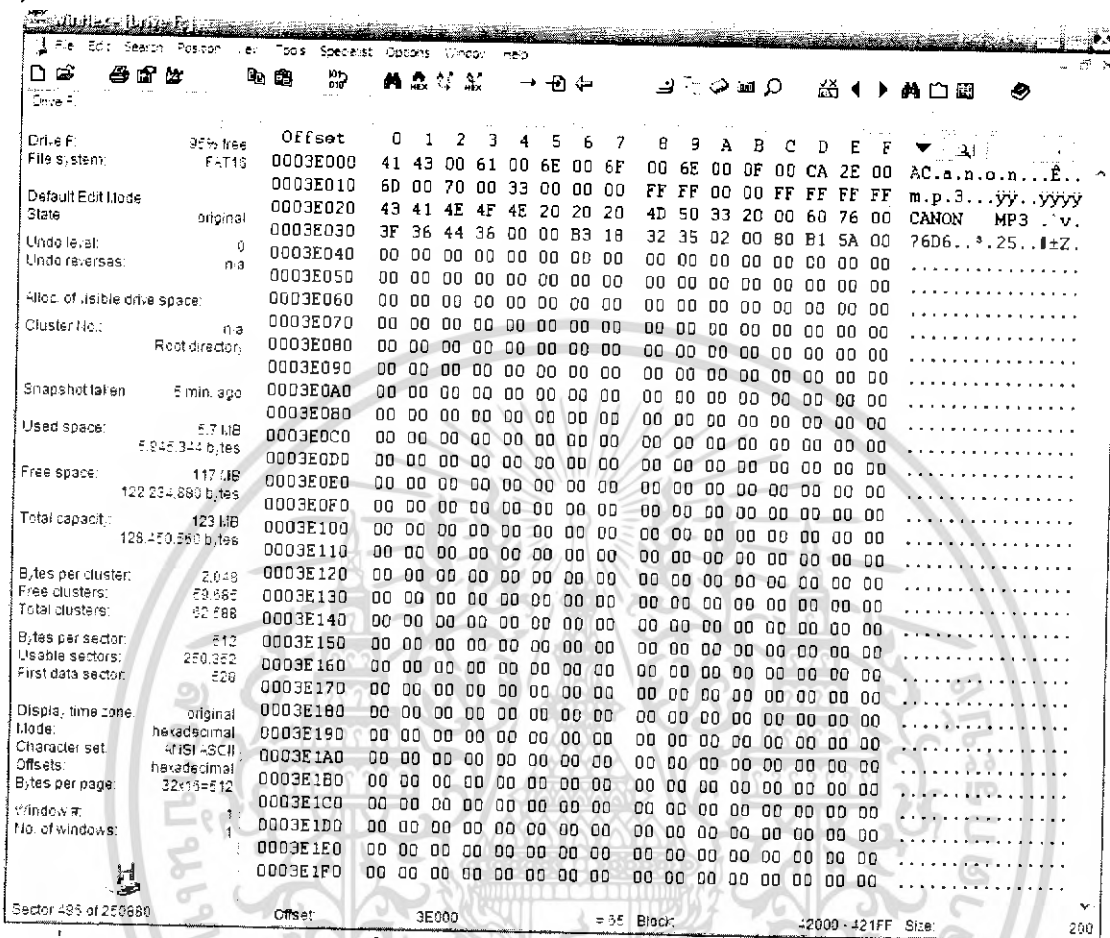 WinHex - [Drive F:]
File Edit Search Position View Tools Specialist Options Window Help
Drive F:
Drive F: 95% free
File system: FAT16
Default Edit Mode
State: original
Undo level: 0
Undo reverses: n/a
Alloc. of visible drive space:
Cluster No.: n/a
Root directory
Snapshot taken 5 min. ago
Used space: 5.7 MB
5,945,344 bytes
Free space: 117 MB
122,234,880 bytes
Total capacity: 123 MB
128,450,560 bytes
Bytes per cluster: 2,048
Free clusters: 59,685
Total clusters: 62,588
Bytes per sector: 512
Usable sectors: 250,352
First data sector: 528
Display time zone: original
Mode: hexadecimal
Character set: ANSI ASCII
Offsets: hexadecimal
Bytes per page: 32x16=512
Window #: 1
No. of windows: 1
Offset 0 1 2 3 4 5 6 7 8 9 A B C D E F
0003E000 41 43 00 61 00 6E 00 6F 00 6E 00 0F 00 CA 2E 00 AC.a.n.o.n...Ê..
0003E010 6D 00 70 00 33 00 00 00 FF FF 00 00 FF FF FF FF m.p.3...ÿÿ..ÿÿÿÿ
0003E020 43 41 4E 4F 4E 20 20 20 4D 50 33 20 00 60 76 00 CANON MP3 .`v.
0003E030 3F 36 44 36 00 00 B3 18 32 35 02 00 80 B1 5A 00 ?6D6..³.25..▮±Z.
0003E040 00 00 00 00 00 00 00 00 00 00 00 00 00 00 00 00 ................
0003E050 00 00 00 00 00 00 00 00 00 00 00 00 00 00 00 00 ................
0003E060 00 00 00 00 00 00 00 00 00 00 00 00 00 00 00 00 ................
0003E070 00 00 00 00 00 00 00 00 00 00 00 00 00 00 00 00 ................
0003E080 00 00 00 00 00 00 00 00 00 00 00 00 00 00 00 00 ................
0003E090 00 00 00 00 00 00 00 00 00 00 00 00 00 00 00 00 ................
0003E0A0 00 00 00 00 00 00 00 00 00 00 00 00 00 00 00 00 ................
0003E0B0 00 00 00 00 00 00 00 00 00 00 00 00 00 00 00 00 ................
0003E0C0 00 00 00 00 00 00 00 00 00 00 00 00 00 00 00 00 ................
0003E0D0 00 00 00 00 00 00 00 00 00 00 00 00 00 00 00 00 ................
0003E0E0 00 00 00 00 00 00 00 00 00 00 00 00 00 00 00 00 ................
0003E0F0 00 00 00 00 00 00 00 00 00 00 00 00 00 00 00 00 ................
0003E100 00 00 00 00 00 00 00 00 00 00 00 00 00 00 00 00 ................
0003E110 00 00 00 00 00 00 00 00 00 00 00 00 00 00 00 00 ................
0003E120 00 00 00 00 00 00 00 00 00 00 00 00 00 00 00 00 ................
0003E130 00 00 00 00 00 00 00 00 00 00 00 00 00 00 00 00 ................
0003E140 00 00 00 00 00 00 00 00 00 00 00 00 00 00 00 00 ................
0003E150 00 00 00 00 00 00 00 00 00 00 00 00 00 00 00 00 ................
0003E160 00 00 00 00 00 00 00 00 00 00 00 00 00 00 00 00 ................
0003E170 00 00 00 00 00 00 00 00 00 00 00 00 00 00 00 00 ................
0003E180 00 00 00 00 00 00 00 00 00 00 00 00 00 00 00 00 ................
0003E190 00 00 00 00 00 00 00 00 00 00 00 00 00 00 00 00 ................
0003E1A0 00 00 00 00 00 00 00 00 00 00 00 00 00 00 00 00 ................
0003E1B0 00 00 00 00 00 00 00 00 00 00 00 00 00 00 00 00 ................
0003E1C0 00 00 00 00 00 00 00 00 00 00 00 00 00 00 00 00 ................
0003E1D0 00 00 00 00 00 00 00 00 00 00 00 00 00 00 00 00 ................
0003E1E0 00 00 00 00 00 00 00 00 00 00 00 00 00 00 00 00 ................
0003E1F0 00 00 00 00 00 00 00 00 00 00 00 00 00 00 00 00 ................
Sector 496 of 250880 Offset: 3E000 = 65 Block: 42000 - 421FF Size: 200